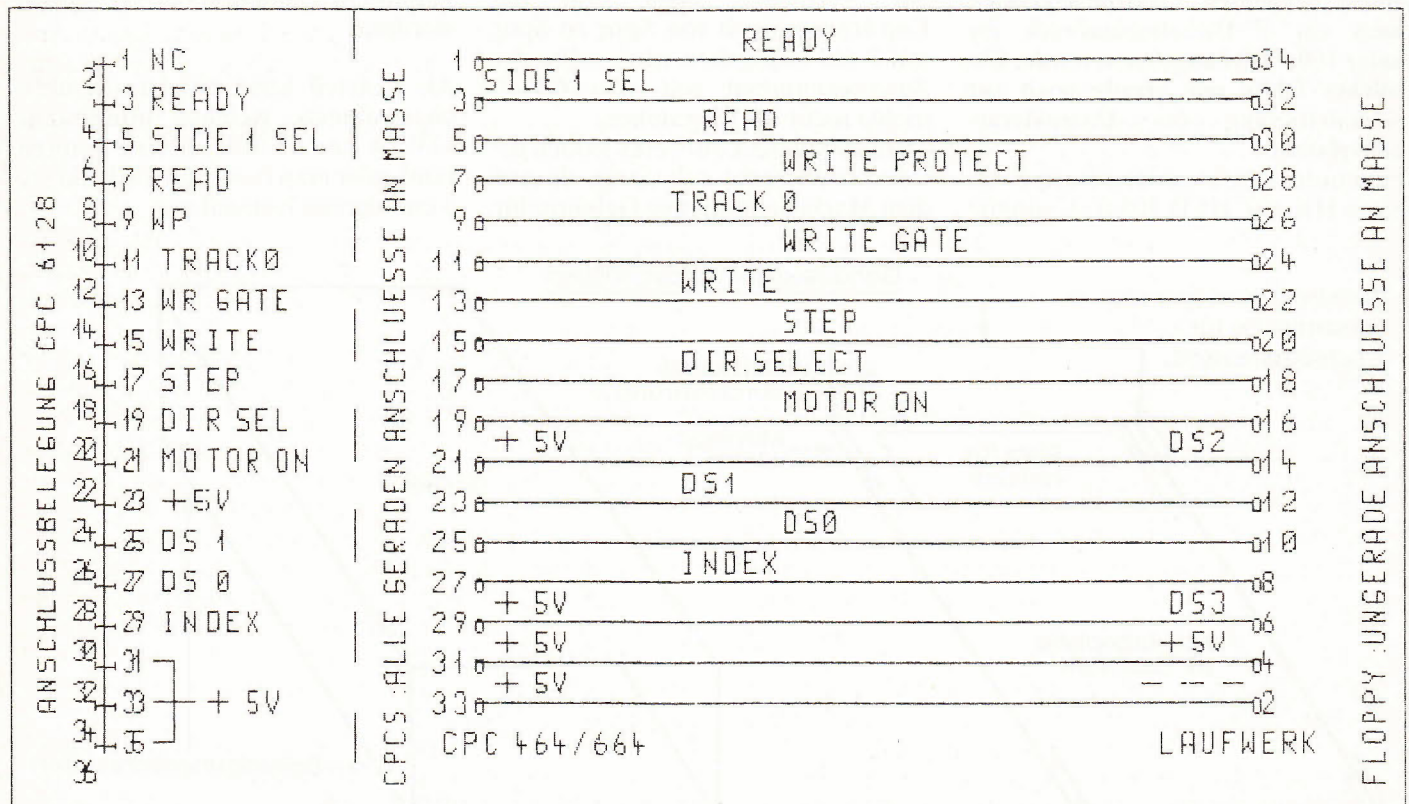 ANSCHLUSSBELEGUNG CPC 6128
1 NC
2
3 READY
4
5 SIDE 1 SEL
6
7 READ
8
9 WP
10
11 TRACK0
12
13 WR GATE
14
15 WRITE
16
17 STEP
18
19 DIR SEL
20
21 MOTOR ON
22
23 +5V
24
25 DS 1
26
27 DS 0
28
29 INDEX
30
31
32
33 + 5V
34
35
36
CPCS :ALLE GERADEN ANSCHLUESSE AN MASSE
READY
1 34
SIDE 1 SEL – – –
3 32
READ
5 30
WRITE PROTECT
7 28
TRACK 0
9 26
WRITE GATE
11 24
WRITE
13 22
STEP
15 20
DIR.SELECT
17 18
MOTOR ON
19 16
+ 5V DS2
21 14
DS1
23 12
DS0
25 10
INDEX
27 8
+ 5V DS3
29 6
+ 5V +5V
31 4
+ 5V – – –
33 2
CPC 464/664 LAUFWERK
FLOPPY :UNGERADE ANSCHLUESSE AN MASSE